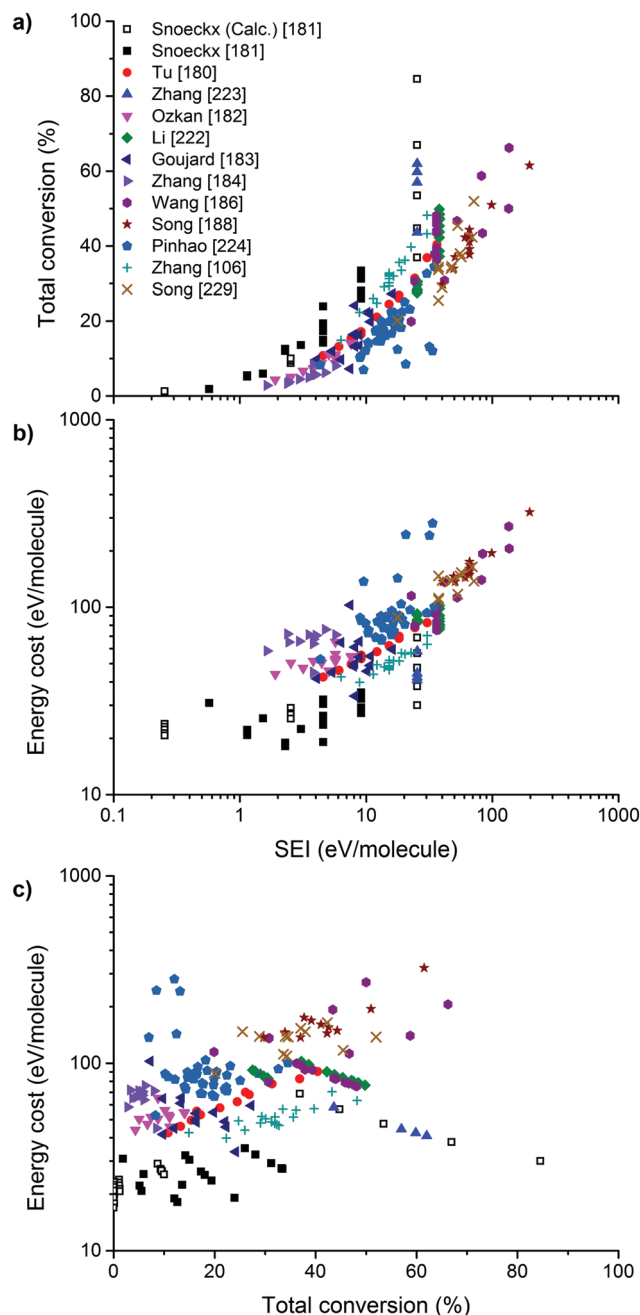 a)
100
80
60
40
20
0
Total conversion (%)
Snoeckx (Calc.) [181]
Snoeckx [181]
Tu [180]
Zhang [223]
Ozkan [182]
Li [222]
Goujard [183]
Zhang [184]
Wang [186]
Song [188]
Pinhao [224]
Zhang [106]
Song [229]
b)
1000
100
10
Energy cost (eV/molecule)
0.1 1 10 100 1000
SEI (eV/molecule)
c)
1000
100
10
Energy cost (eV/molecule)
0 20 40 60 80 100
Total conversion (%)